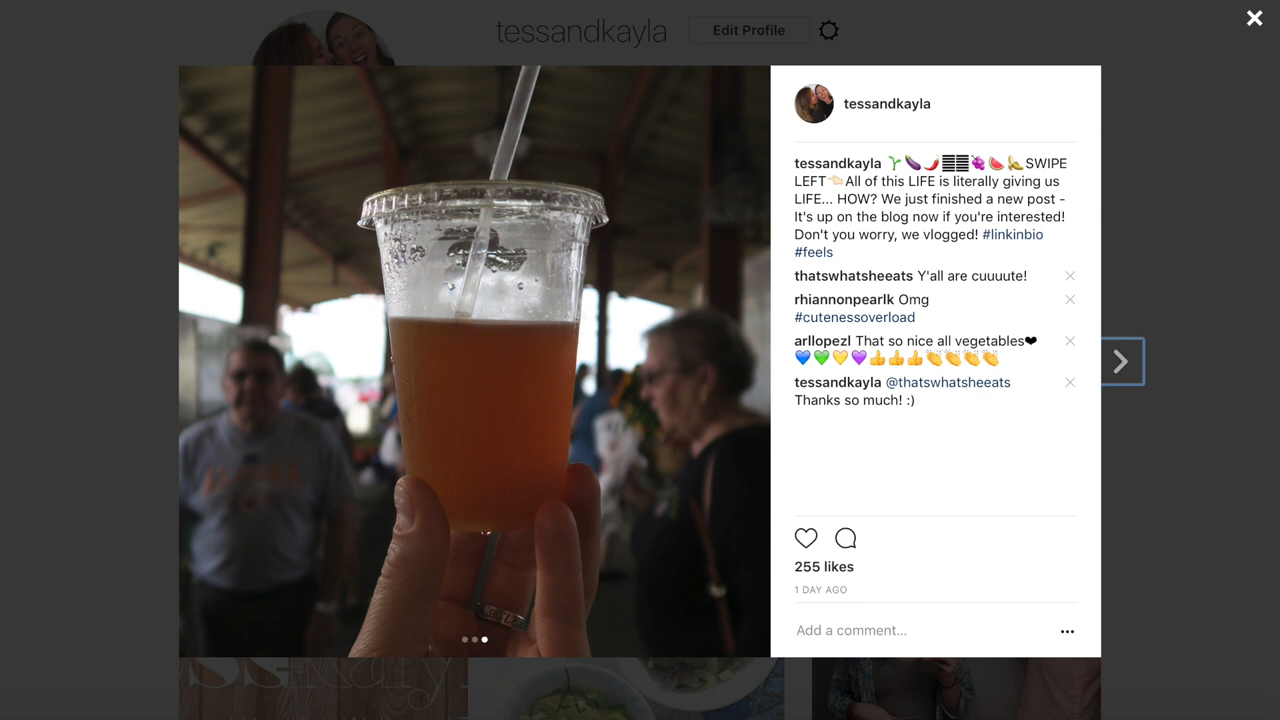 tessandkayla
Edit Profile
tessandkayla
tessandkayla 🌱🍆🌶SWIPE
LEFT👈🏻All of this LIFE is literally giving us
LIFE... HOW? We just finished a new post -
It's up on the blog now if you're interested!
Don't you worry, we vlogged! #linkinbio
#feels
thatswhatsheeats Y'all are cuuuute!
rhiannonpearlk Omg
#cutenessoverload
arllopezl That so nice all vegetables❤
💙💚💛💜👍👍👍👏👏👏👏
tessandkayla @thatswhatsheeats
Thanks so much! :)
255 likes
1 DAY AGO
Add a comment...